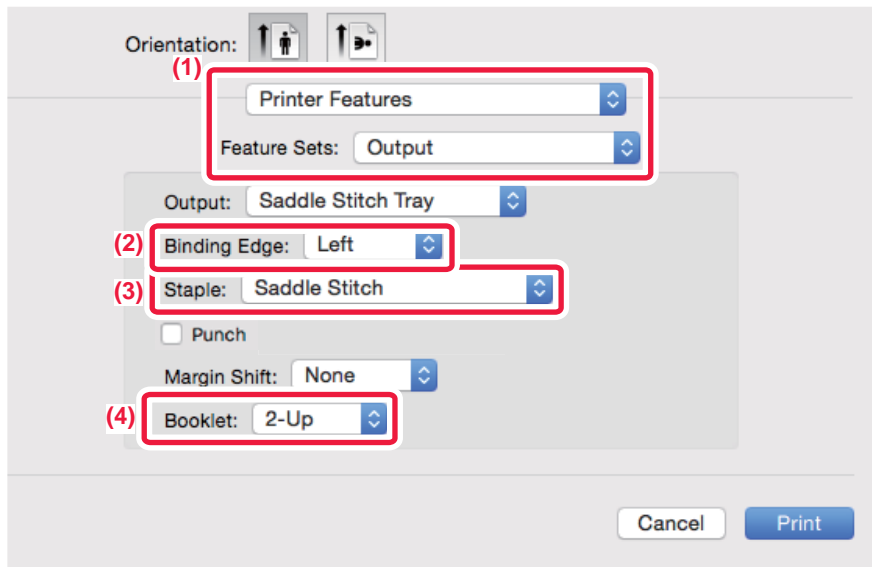 Orientation:
(1)
Printer Features
Feature Sets: Output
Output: Saddle Stitch Tray
(2) Binding Edge: Left
(3) Staple: Saddle Stitch
Punch
Margin Shift: None
(4) Booklet: 2-Up
Cancel Print